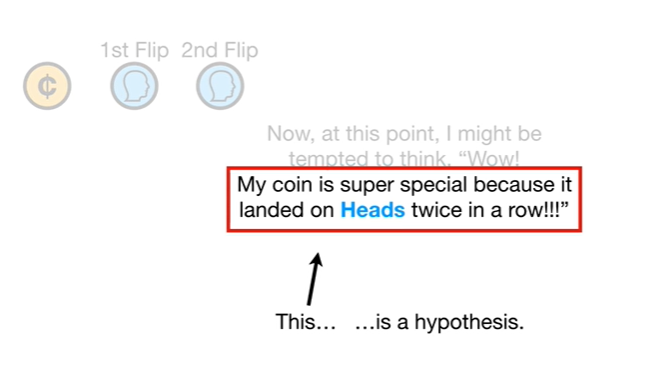 1st Flip 2nd Flip
¢
Now, at this point, I might be
tempted to think, “Wow!
My coin is super special because it
landed on Heads twice in a row!!!”
This… …is a hypothesis.